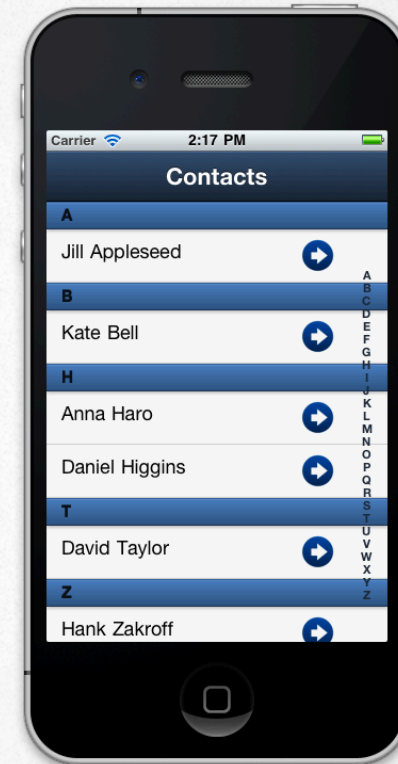 Carrier 2:17 PM
Contacts
A
Jill Appleseed
B
Kate Bell
H
Anna Haro
Daniel Higgins
T
David Taylor
Z
Hank Zakroff
A
B
C
D
E
F
G
H
I
J
K
L
M
N
O
P
Q
R
S
T
U
V
W
X
Y
Z